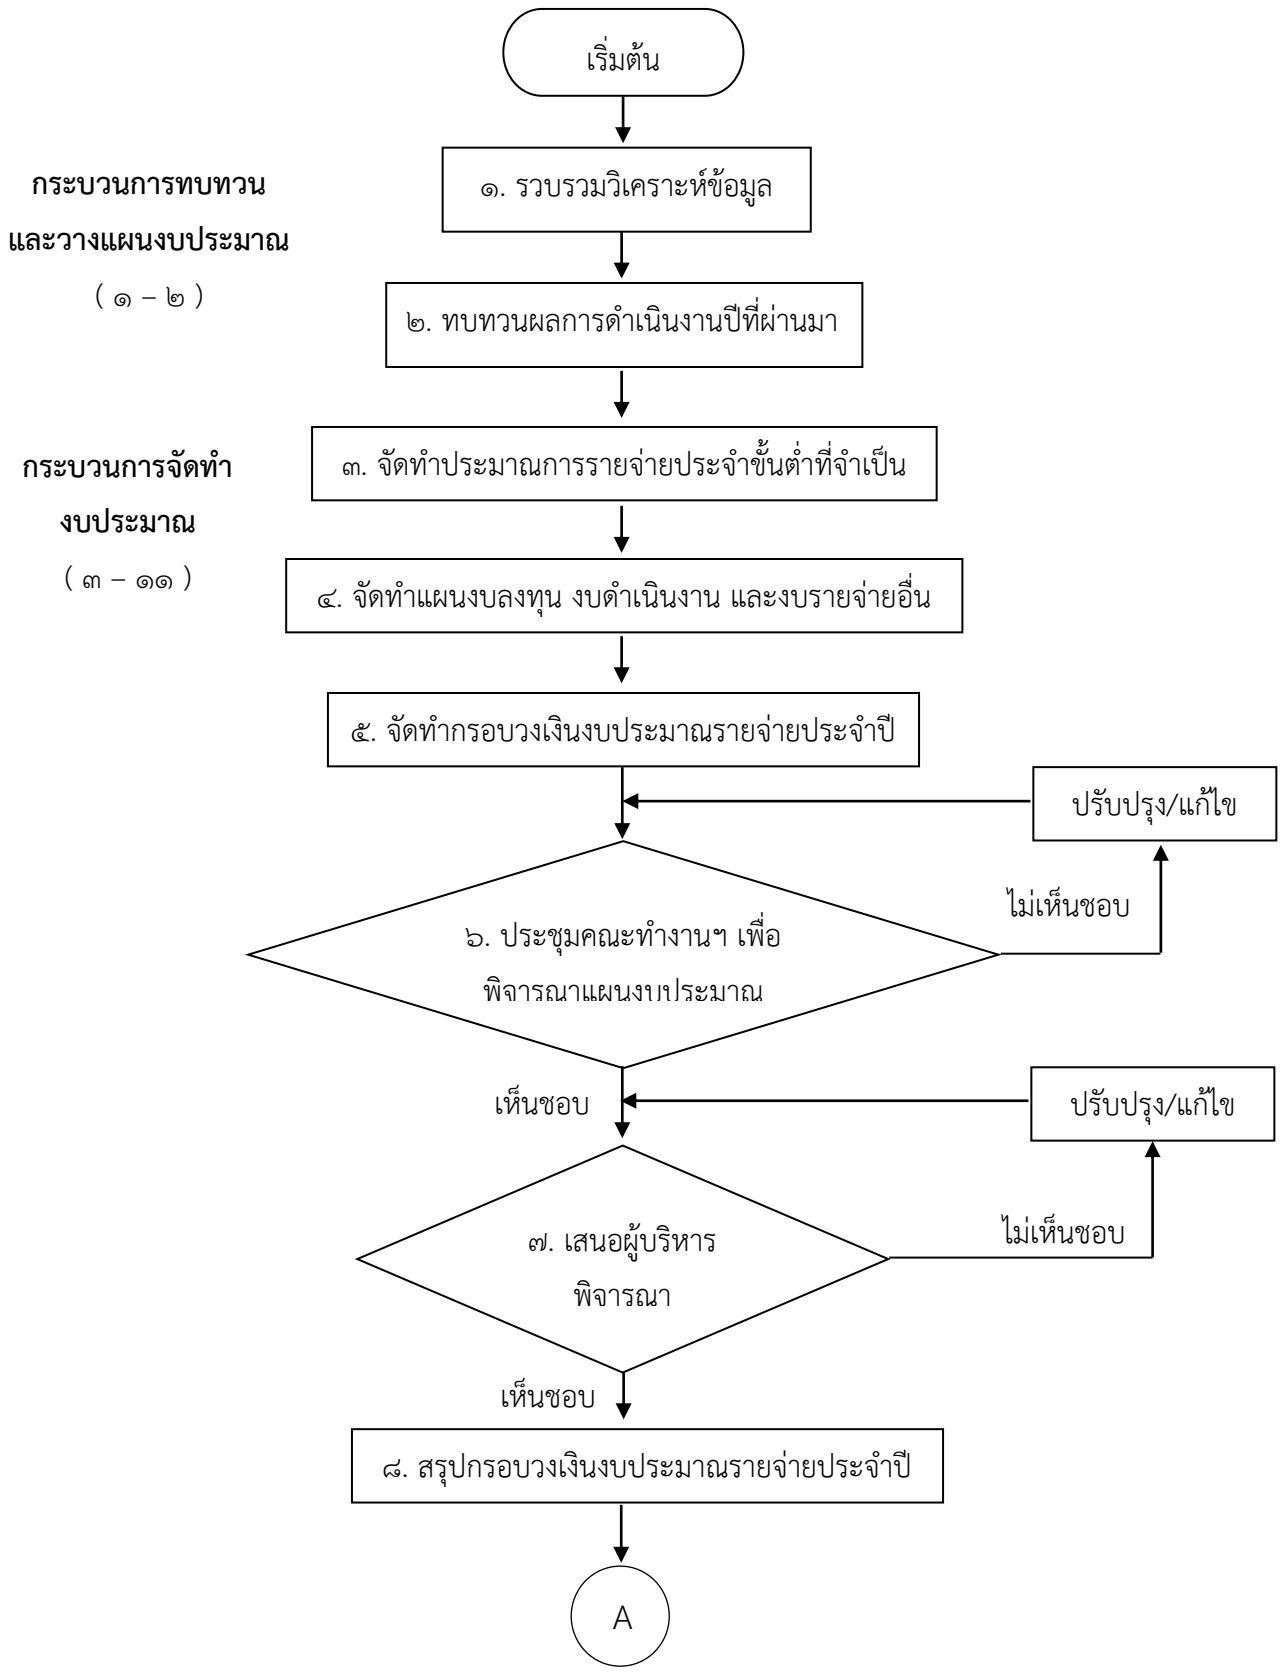 เริ่มต้น
กระบวนการทบทวน
และวางแผนงบประมาณ
( ๑ – ๒ )
๑. รวบรวมวิเคราะห์ข้อมูล
๒. ทบทวนผลการดำเนินงานปีที่ผ่านมา
กระบวนการจัดทำ
งบประมาณ
( ๓ – ๑๑ )
๓. จัดทำประมาณการรายจ่ายประจำขั้นต่ำที่จำเป็น
๔. จัดทำแผนงบลงทุน งบดำเนินงาน และงบรายจ่ายอื่น
๕. จัดทำกรอบวงเงินงบประมาณรายจ่ายประจำปี
ปรับปรุง/แก้ไข
ไม่เห็นชอบ
๖. ประชุมคณะทำงานฯ เพื่อ
พิจารณาแผนงบประมาณ
เห็นชอบ
ปรับปรุง/แก้ไข
ไม่เห็นชอบ
๗. เสนอผู้บริหาร
พิจารณา
เห็นชอบ
๘. สรุปกรอบวงเงินงบประมาณรายจ่ายประจำปี
A